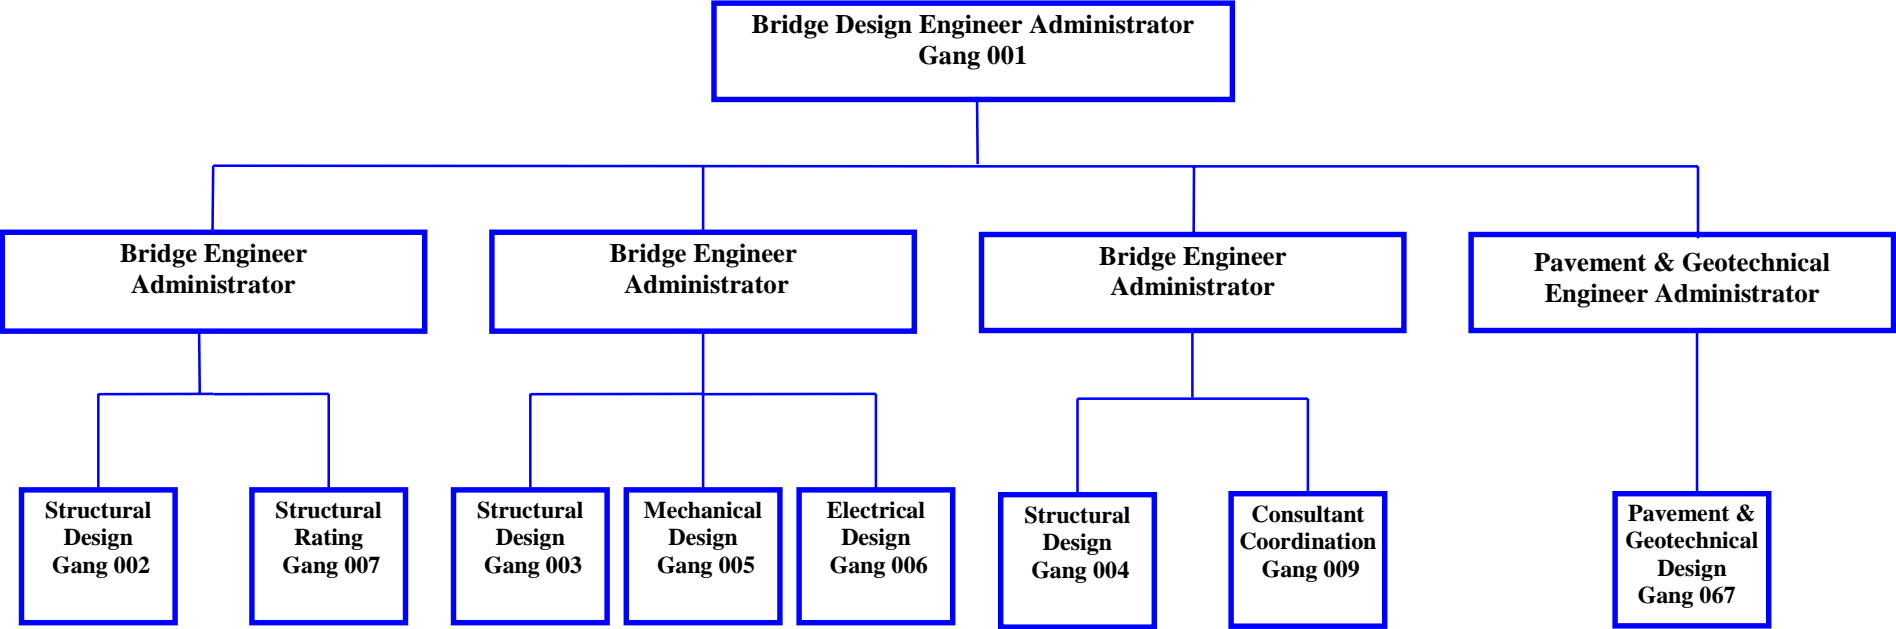 Bridge Design Engineer Administrator
Gang 001
Bridge Engineer
Administrator
Bridge Engineer
Administrator
Bridge Engineer
Administrator
Pavement & Geotechnical
Engineer Administrator
Structural
Design
Gang 002
Structural
Rating
Gang 007
Structural
Design
Gang 003
Mechanical
Design
Gang 005
Electrical
Design
Gang 006
Structural
Design
Gang 004
Consultant
Coordination
Gang 009
Pavement &
Geotechnical
Design
Gang 067